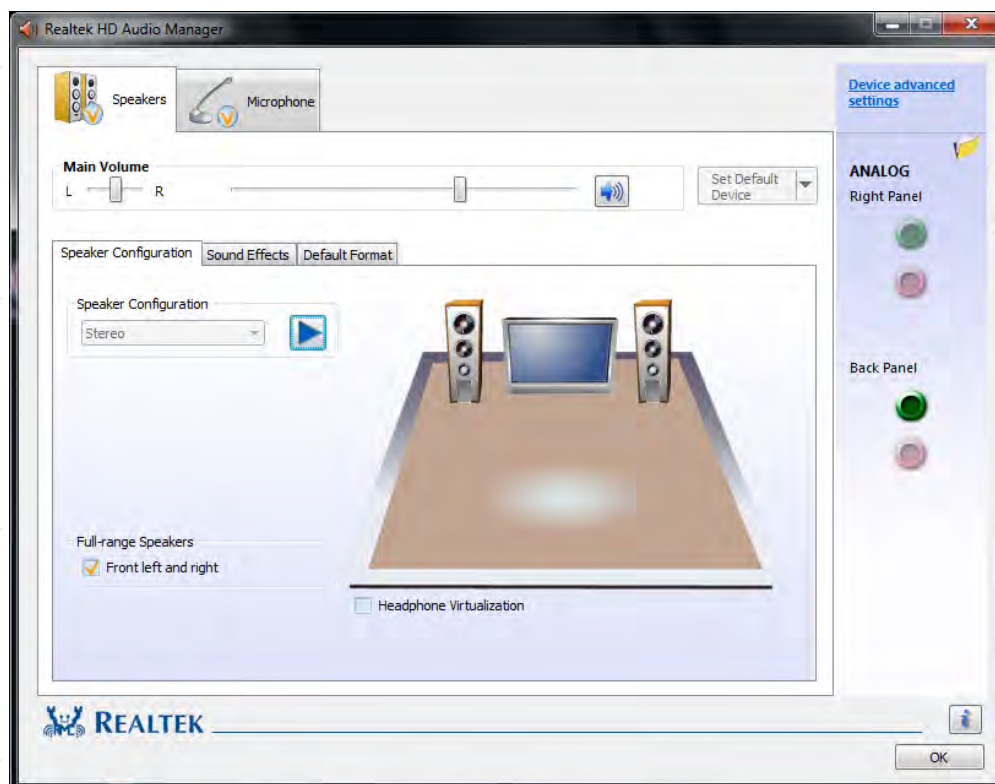 Realtek HD Audio Manager
Speakers
Microphone
Device advanced
settings
Main Volume
L
R
Set Default
Device
ANALOG
Right Panel
Speaker Configuration
Sound Effects
Default Format
Speaker Configuration
Stereo
Back Panel
Full-range Speakers
Front left and right
Headphone Virtualization
REALTEK
i
OK